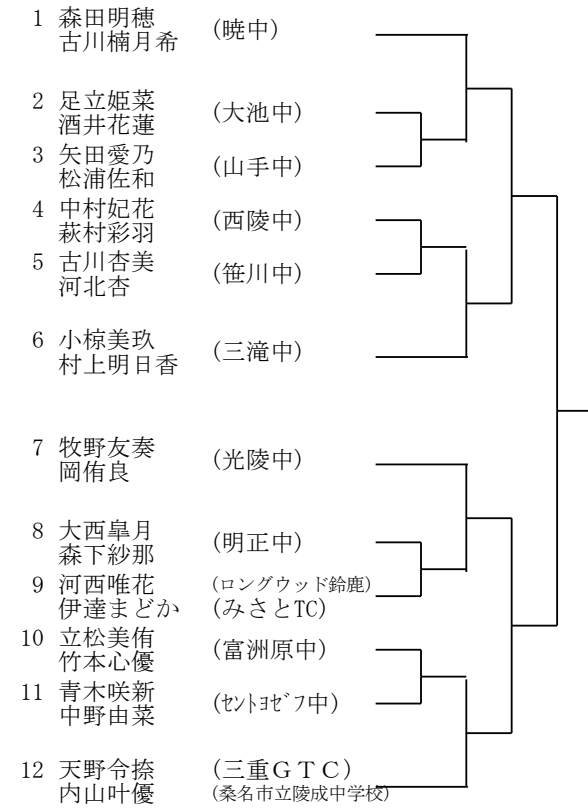 1 森田明穂 (暁中)
古川楠月希
2 足立姫菜 (大池中)
酒井花蓮
3 矢田愛乃 (山手中)
松浦佐和
4 中村妃花 (西陵中)
萩村彩羽
5 古川杏美 (笹川中)
河北杏
6 小椋美玖 (三滝中)
村上明日香
7 牧野友奏 (光陵中)
岡侑良
8 大西皐月 (明正中)
森下紗那
9 河西唯花 (ロングウッド鈴鹿)
伊達まどか (みさとTC)
10 立松美侑 (富洲原中)
竹本心優
11 青木咲新 (ｾﾝﾄﾖｾﾞﾌ中)
中野由菜
12 天野令捺 (三重ＧＴＣ)
内山叶優 (桑名市立陵成中学校)